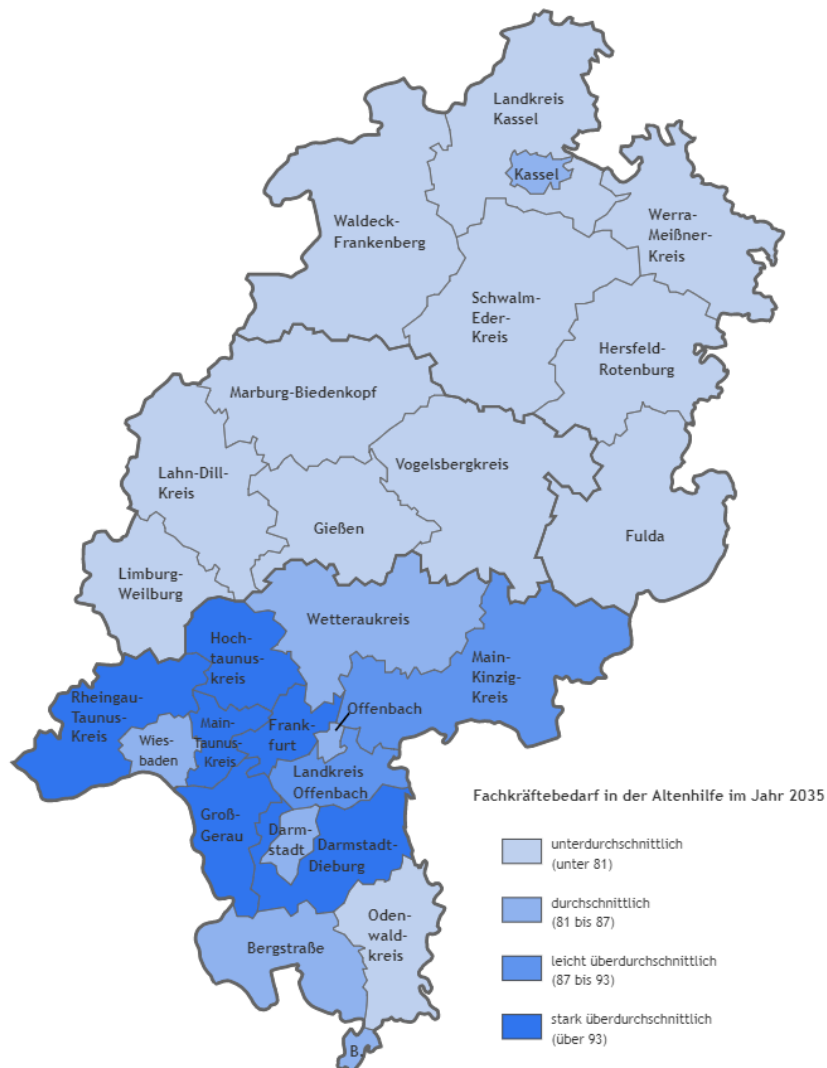 Landkreis
Kassel
Kassel
Waldeck-
Frankenberg
Werra-
Meißner-
Kreis
Schwalm-
Eder-
Kreis
Hersfeld-
Rotenburg
Marburg-Biedenkopf
Vogelsbergkreis
Lahn-Dill-
Kreis
Gießen
Fulda
Limburg-
Weilburg
Wetteraukreis
Hoch-
taunus-
kreis
Main-
Kinzig-
Kreis
Rheingau-
Taunus-
Kreis
Offenbach
Main-
Taunus-
Kreis
Frank-
furt
Wies-
baden
Landkreis
Offenbach
Groß-
Gerau
Darm-
stadt
Darmstadt-
Dieburg
Oden-
wald-
kreis
Bergstraße
B.
Fachkräftebedarf in der Altenhilfe im Jahr 2035
unterdurchschnittlich
(unter 81)
durchschnittlich
(81 bis 87)
leicht überdurchschnittlich
(87 bis 93)
stark überdurchschnittlich
(über 93)